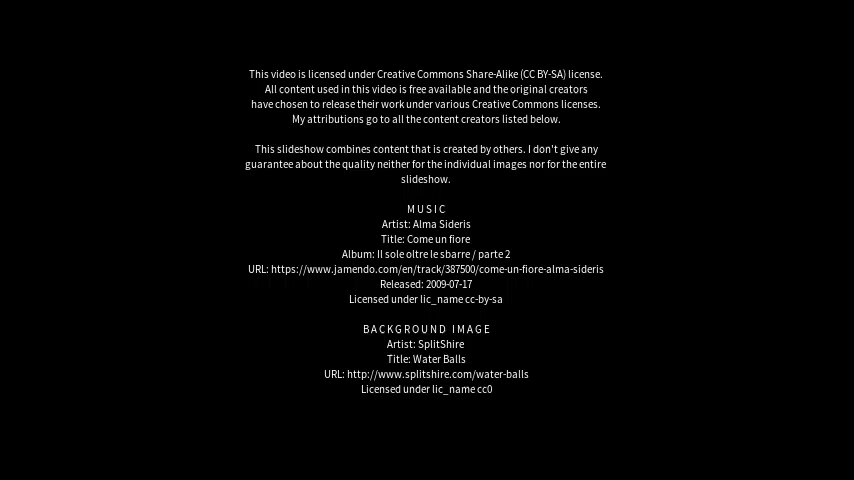 This video is licensed under Creative Commons Share-Alike (CC BY-SA) license.
All content used in this video is free available and the original creators
have chosen to release their work under various Creative Commons licenses.
My attributions go to all the content creators listed below.
This slideshow combines content that is created by others. I don't give any
guarantee about the quality neither for the individual images nor for the entire
slideshow.
MUSIC
Artist: Alma Sideris
Title: Come un fiore
Album: Il sole oltre le sbarre / parte 2
URL: https://www.jamendo.com/en/track/387500/come-un-fiore-alma-sideris
Released: 2009-07-17
Licensed under lic_name cc-by-sa
BACKGROUND IMAGE
Artist: SplitShire
Title: Water Balls
URL: http://www.splitshire.com/water-balls
Licensed under lic_name cc0